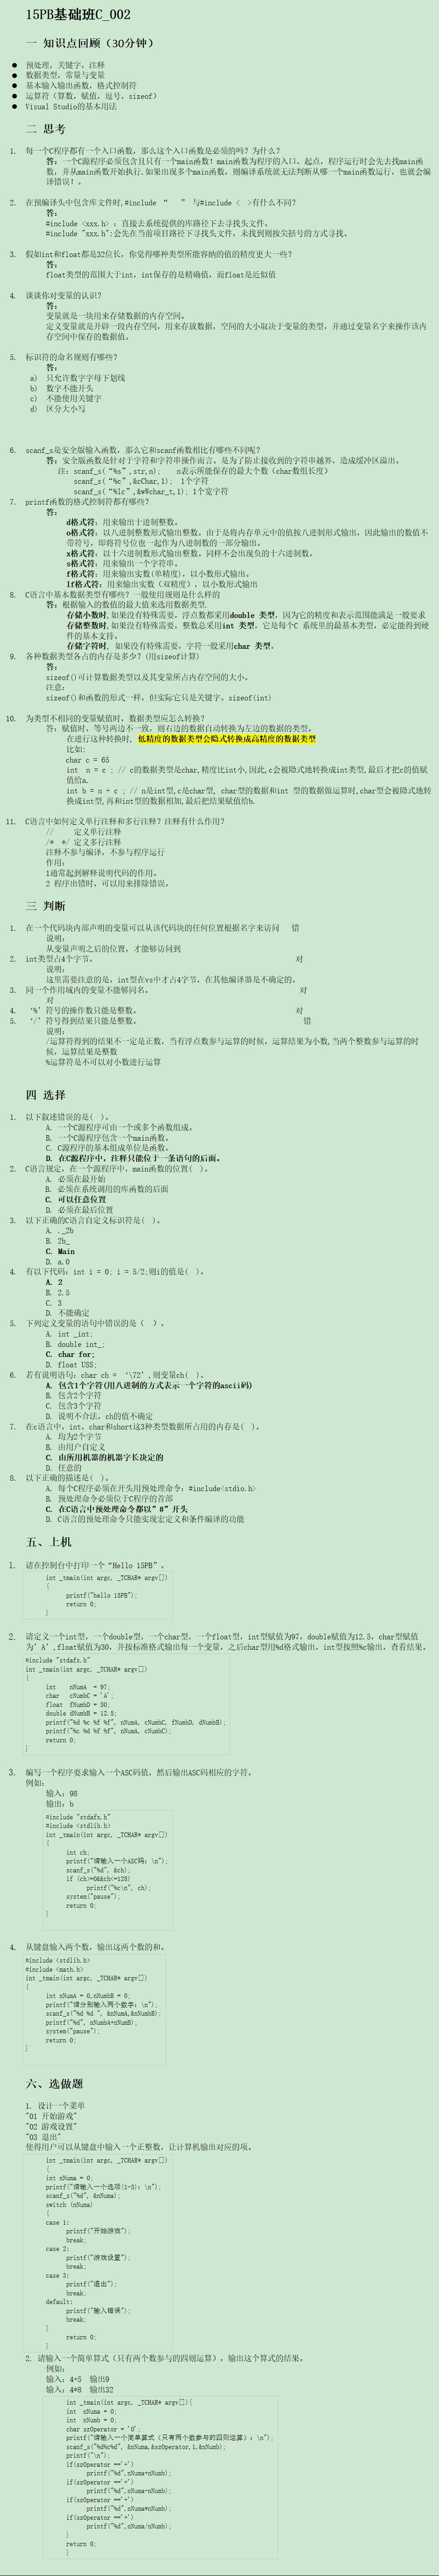 15PB基础班C_002
一 知识点回顾（30分钟）
● 预处理，关键字，注释
● 数据类型，常量与变量
● 基本输入输出函数，格式控制符
● 运算符（算数，赋值，逗号，sizeof）
● Visual Studio的基本用法
二 思考
1. 每一个C程序都有一个入口函数，那么这个入口函数是必须的吗？为什么？
答：一个C源程序必须包含且只有一个main函数！main函数为程序的入口、起点，程序运行时会先去找main函
数，并从main函数开始执行.如果出现多个main函数，则编译系统就无法判断从哪一个main函数运行，也就会编
译错误！。
2. 在预编译头中包含库文件时,#include “  ” 与#include < >有什么不同？
答：
#include <xxx.h> ：直接去系统提供的库路径下去寻找头文件。
#include "xxx.h":会先在当前项目路径下寻找头文件，未找到则按尖括号的方式寻找。
3. 假如int和float都是32位长，你觉得哪种类型所能容纳的值的精度更大一些？
答：
float类型的范围大于int，int保存的是精确值，而float是近似值
4. 谈谈你对变量的认识？
答：
变量就是一块用来存储数据的内存空间。
定义变量就是开辟一段内存空间，用来存放数据，空间的大小取决于变量的类型，并通过变量名字来操作该内
存空间中保存的数据值。
5. 标识符的命名规则有哪些？
答：
a) 只允许数字字母下划线
b) 数字不能开头
c) 不能使用关键字
d) 区分大小写
6. scanf_s是安全版输入函数，那么它和scanf函数相比有哪些不同呢？
答：安全版函数是针对于字符和字符串操作而言。是为了防止接收到的字符串越界，造成缓冲区溢出。
注：scanf_s(“%s”,str,n);  n表示所能保存的最大个数（char数组长度）
scanf_s(“%c”,&cChar,1); 1个字符
scanf_s(“%lc”,&wWchar_t,1); 1个宽字符
7. printf函数的格式控制符都有哪些？
答：
d格式符：用来输出十进制整数。
o格式符：以八进制整数形式输出整数，由于是将内存单元中的值按八进制形式输出，因此输出的数值不
带符号，即将符号位也一起作为八进制数的一部分输出。
x格式符：以十六进制数形式输出整数，同样不会出现负的十六进制数。
s格式符：用来输出一个字符串。
f格式符：用来输出实数(单精度)，以小数形式输出。
lf格式符：用来输出实数（双精度），以小数形式输出
8. C语言中基本数据类型有哪些？一般使用规则是什么样的
答：根据输入的数值的最大值来选用数据类型.
存储小数时,如果没有特殊需要，浮点数都采用double 类型，因为它的精度和表示范围能满足一般要求
存储整数时,如果没有特殊需要，整数总采用int 类型，它是每个C 系统里的最基本类型，必定能得到硬
件的基本支持。
存储字符时，如果没有特殊需要，字符一般采用char 类型。
9. 各种数据类型各占的内存是多少？(用sizeof计算)
答：
sizeof()可计算数据类型以及其变量所占内存空间的大小。
注意：
sizeof()和函数的形式一样，但实际它只是关键字。sizeof(int)
10. 为类型不相同的变量赋值时，数据类型应怎么转换？
答：赋值时，等号两边不一致，则右边的数据自动转换为左边的数据的类型。
在进行这种转换时，低精度的数据类型会隐式转换成高精度的数据类型
比如：
char c = 65
int  n = c ; // c的数据类型是char,精度比int小,因此,c会被隐式地转换成int类型,最后才把c的值赋
值给a.
int b = n + c ; // n是int型,c是char型, char型的数据和int 型的数据做运算时,char型会被隐式地转
换成int型,再和int型的数据相加,最后把结果赋值给b.
11. C语言中如何定义单行注释和多行注释？注释有什么作用？
//   定义单行注释
/*  */ 定义多行注释
注释不参与编译，不参与程序运行
作用：
1通常起到解释说明代码的作用。
2 程序出错时，可以用来排除错误。
三 判断
1. 在一个代码块内部声明的变量可以从该代码块的任何位置根据名字来访问  错
说明：
从变量声明之后的位置，才能够访问到
2. int类型占4个字节。 对
说明：
这里需要注意的是，int型在vs中才占4字节，在其他编译器是不确定的。
3. 同一个作用域内的变量不能够同名。 对
对
4. ‘%’符号的操作数只能是整数。 对
5. ‘/’符号得到结果只能是整数。 错
说明：
/运算符得到的结果不一定是正数，当有浮点数参与运算的时候，运算结果为小数,当两个整数参与运算的时
候，运算结果是整数
%运算符是不可以对小数进行运算
四 选择
1. 以下叙述错误的是( )。
A. 一个C源程序可由一个或多个函数组成。
B. 一个C源程序包含一个main函数。
C. C源程序的基本组成单位是函数。
D. 在C源程序中，注释只能位于一条语句的后面。
2. C语言规定，在一个源程序中，main函数的位置( )。
A. 必须在最开始
B. 必须在系统调用的库函数的后面
C. 可以任意位置
D. 必须在最后位置
3. 以下正确的C语言自定义标识符是( )。
A. ._2b
B. 2b_
C. Main
D. a.0
4. 有以下代码：int i = 0; i = 5/2;则i的值是( )。
A. 2
B. 2.5
C. 3
D. 不能确定
5. 下列定义变量的语句中错误的是（ ）。
A. int _int;
B. double int_;
C. char for;
D. float US$;
6. 若有说明语句：char ch = ‘\72’,则变量ch( )。
A. 包含1个字符(用八进制的方式表示一个字符的ascii码)
B. 包含2个字符
C. 包含3个字符
D. 说明不合法，ch的值不确定
7. 在c语言中，int，char和short这3种类型数据所占用的内存是( )。
A. 均为2个字节
B. 由用户自定义
C. 由所用机器的机器字长决定的
D. 任意的
8. 以下正确的描述是( )。
A. 每个C程序必须在开头用预处理命令：#include<stdio.h>
B. 预处理命令必须位于C程序的首部
C. 在C语言中预处理命令都以”#”开头
D. C语言的预处理命令只能实现宏定义和条件编译的功能
五、上机
1. 请在控制台中打印一个“Hello 15PB”。
int _tmain(int argc, _TCHAR* argv[])
{
printf("hello 15PB");
return 0;
}
2. 请定义一个int型，一个double型，一个char型，一个float型，int型赋值为97，double赋值为12.5，char型赋值
为’A’,float赋值为30。并按标准格式输出每一个变量，之后char型用%d格式输出，int型按照%c输出，查看结果。
#include "stdafx.h"
int _tmain(int argc, _TCHAR* argv[])
{
int    nNumA  = 97;
char   cNumbC = 'A';
float  fNumbD = 30;
double dNumbB = 12.5;
printf("%d %c %f %f", nNumA, cNumbC, fNumbD, dNumbB);
printf("%c %d %f %f", nNumA, cNumbC);
return 0;
}
3. 编写一个程序要求输入一个ASC码值，然后输出ASC码相应的字符。
例如：
输入：98
输出：b
#include "stdafx.h"
#include <stdlib.h>
int _tmain(int argc, _TCHAR* argv[])
{
int ch;
printf("请输入一个ASC码：\n");
scanf_s("%d", &ch);
if (ch>=0&&ch<=128)
printf("%c\n", ch);
system("pause");
return 0;
}
4. 从键盘输入两个数，输出这两个数的和。
#include <stdlib.h>
#include <math.h>
int _tmain(int argc, _TCHAR* argv[])
{
int nNumA = 0,nNumbB = 0;
printf("请分别输入两个数字：\n");
scanf_s("%d %d ", &nNumA,&nNumbB);
printf("%d", nNumbA+nNumB);
system("pause");
return 0;
}
六、选做题
1. 设计一个菜单
"01 开始游戏"
"02 游戏设置"
"03 退出"
使得用户可以从键盘中输入一个正整数，让计算机输出对应的项。
int _tmain(int argc, _TCHAR* argv[])
{
int nNuma = 0;
printf("请输入一个选项(1-3)：\n");
scanf_s("%d", &nNuma);
switch (nNuma)
{
case 1:
printf("开始游戏");
break;
case 2:
printf("游戏设置");
break;
case 3:
printf("退出");
break;
default:
printf("输入错误");
break;
}
return 0;
}
2. 请输入一个简单算式（只有两个数参与的四则运算），输出这个算式的结果。
例如：
输入：4+5  输出9
输入：4*8  输出32
int _tmain(int argc, _TCHAR* argv[]){
int  nNuma = 0;
int  nNumb = 0;
char szOperator = '0';
printf("请输入一个简单算式（只有两个数参与的四则运算）：\n");
scanf_s("%d%c%d", &nNuma,&szOperator,1,&nNumb);
printf("\n");
if(szOperator =='+')
printf("%d",nNuma+nNumb);
if(szOperator =='+')
printf("%d",nNuma-nNumb);
if(szOperator =='+')
printf("%d",nNuma*nNumb);
if(szOperator =='+')
printf("%d",nNuma/nNumb);
}
return 0;
}